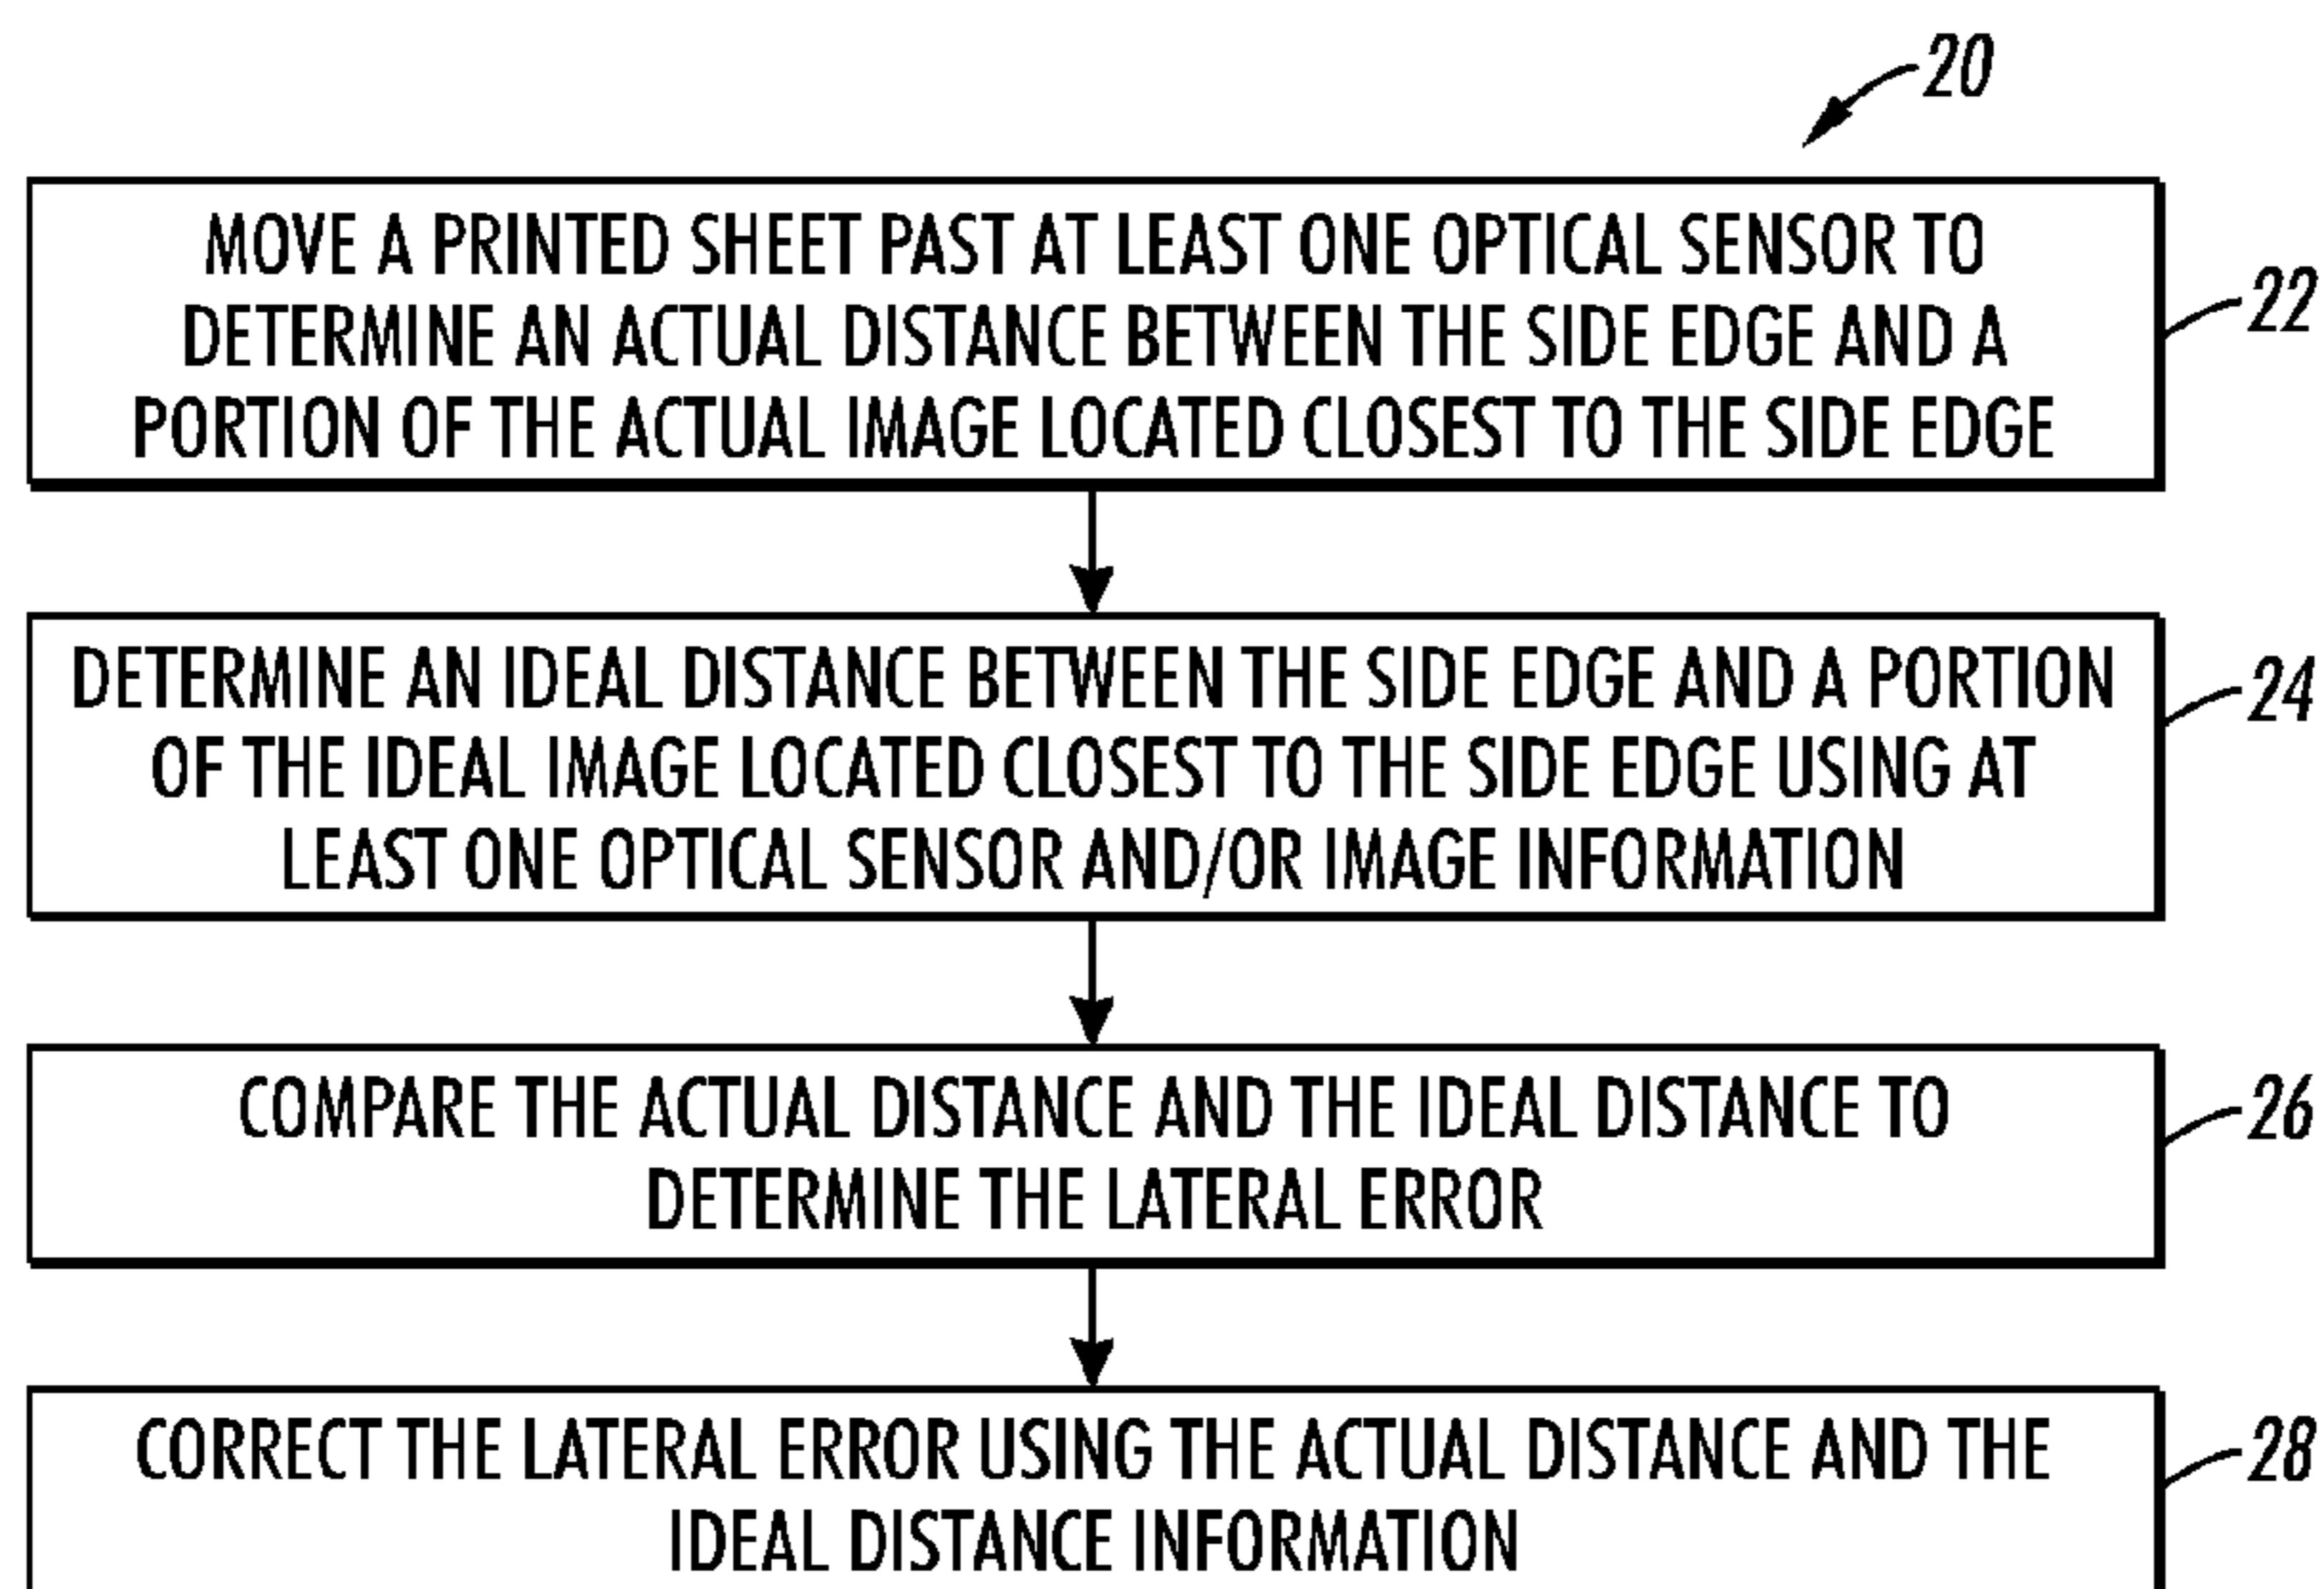 20
MOVE A PRINTED SHEET PAST AT LEAST ONE OPTICAL SENSOR TO
DETERMINE AN ACTUAL DISTANCE BETWEEN THE SIDE EDGE AND A
PORTION OF THE ACTUAL IMAGE LOCATED CLOSEST TO THE SIDE EDGE
22
DETERMINE AN IDEAL DISTANCE BETWEEN THE SIDE EDGE AND A PORTION
OF THE IDEAL IMAGE LOCATED CLOSEST TO THE SIDE EDGE USING AT
LEAST ONE OPTICAL SENSOR AND/OR IMAGE INFORMATION
24
COMPARE THE ACTUAL DISTANCE AND THE IDEAL DISTANCE TO
DETERMINE THE LATERAL ERROR
26
CORRECT THE LATERAL ERROR USING THE ACTUAL DISTANCE AND THE
IDEAL DISTANCE INFORMATION
28